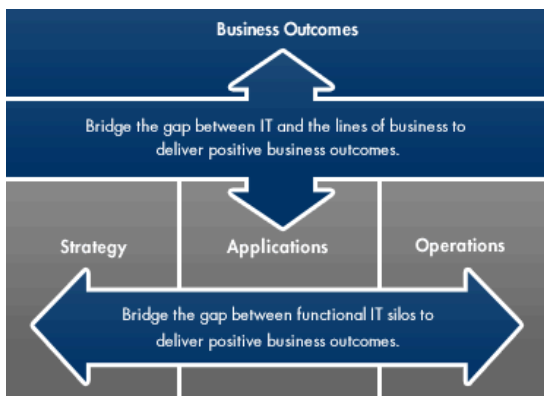 Business Outcomes
Bridge the gap between IT and the lines of business to
deliver positive business outcomes.
Strategy
Applications
Operations
Bridge the gap between functional IT silos to
deliver positive business outcomes.